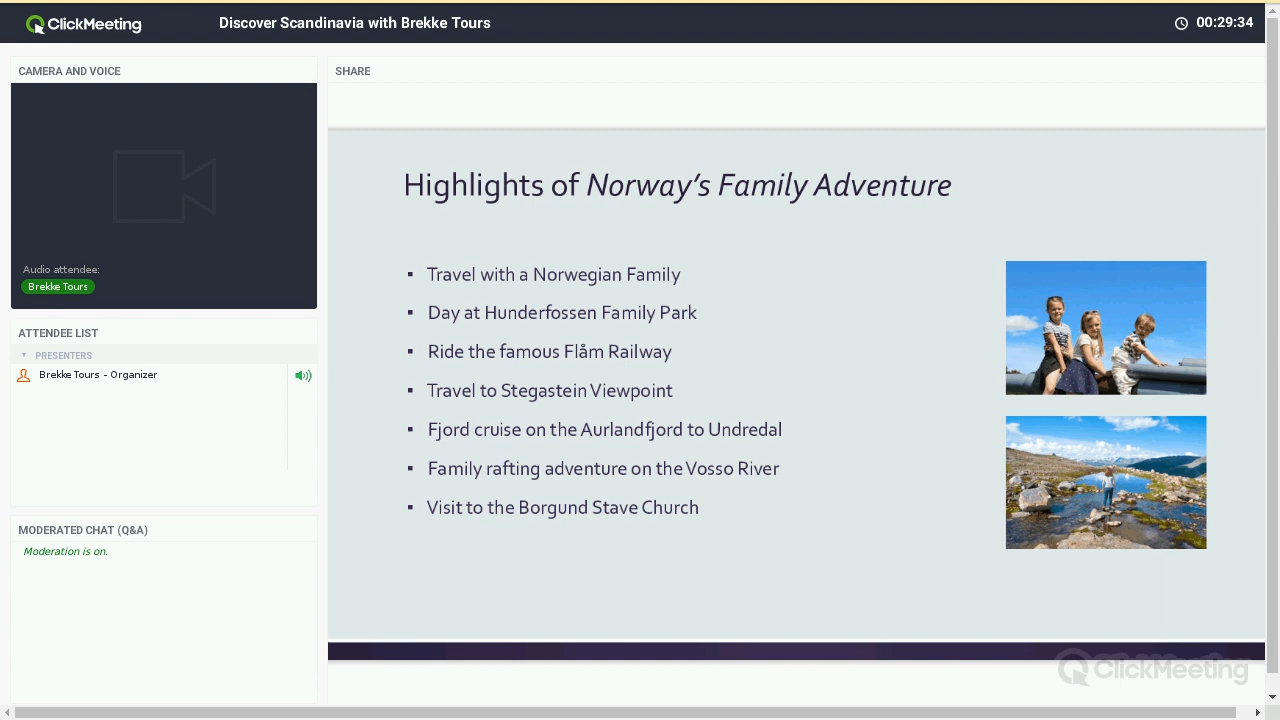 ClickMeeting
Discover Scandinavia with Brekke Tours
00:29:34
CAMERA AND VOICE
Audio attendee:
Brekke Tours
ATTENDEE LIST
PRESENTERS
Brekke Tours - Organizer
MODERATED CHAT (Q&A)
Moderation is on.
SHARE
Highlights of Norway's Family Adventure
▪ Travel with a Norwegian Family
▪ Day at Hunderfossen Family Park
▪ Ride the famous Flåm Railway
▪ Travel to Stegastein Viewpoint
▪ Fjord cruise on the Aurlandfjord to Undredal
▪ Family rafting adventure on the Vosso River
▪ Visit to the Borgund Stave Church
ClickMeeting